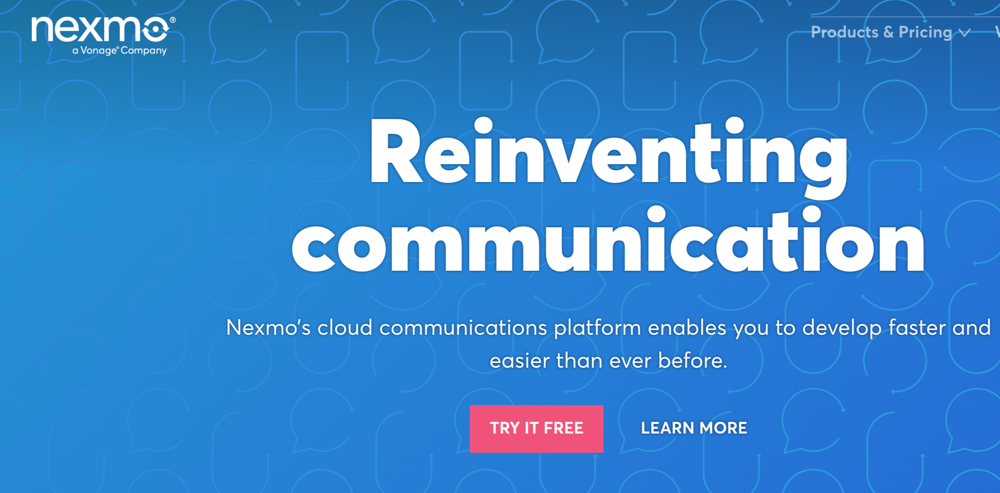 nexmo®
a Vonage® Company
Products & Pricing
Reinventing
communication
Nexmo's cloud communications platform enables you to develop faster and
easier than ever before.
TRY IT FREE
LEARN MORE